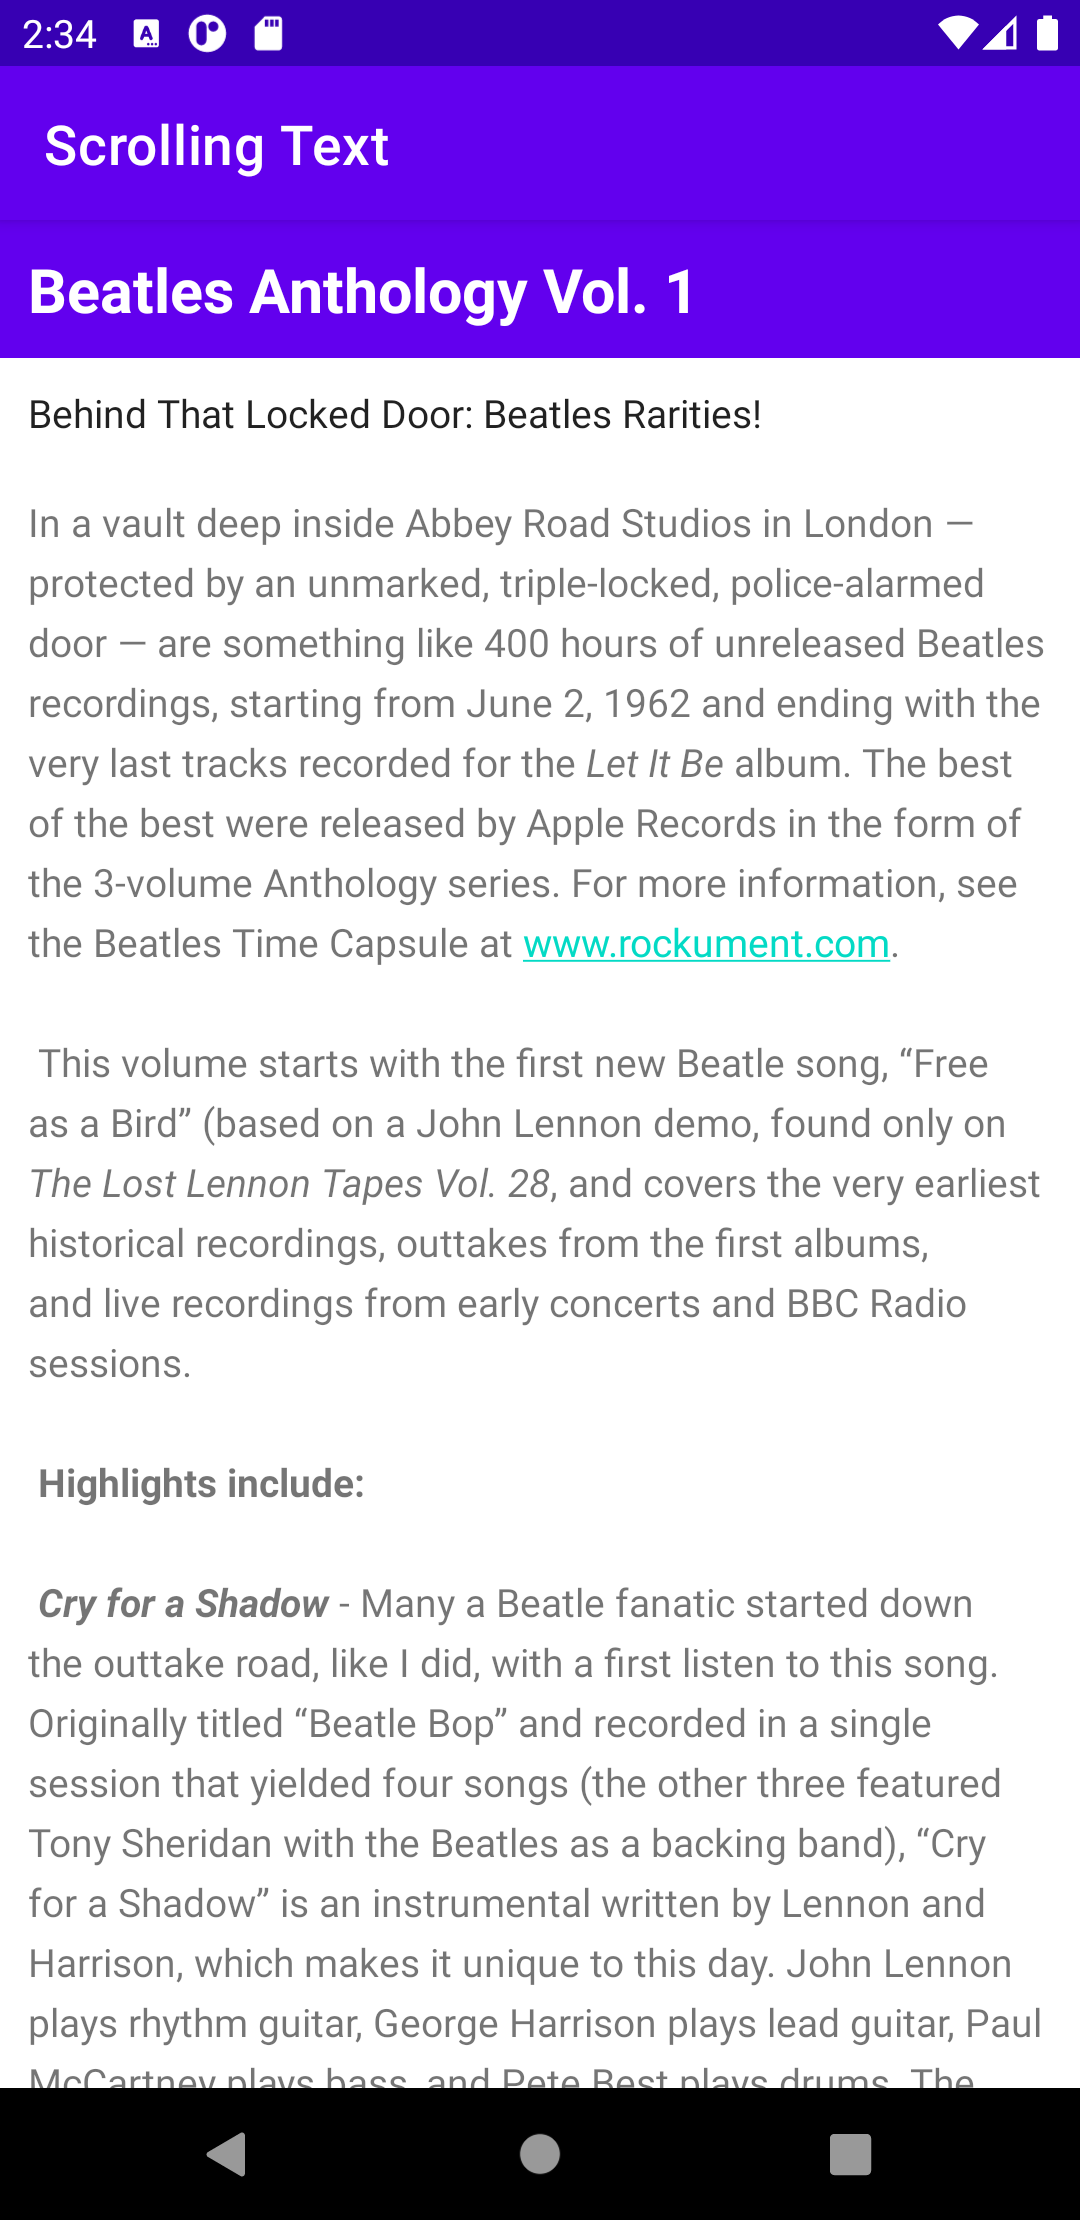 2:34
Scrolling Text
Beatles Anthology Vol. 1
Behind That Locked Door: Beatles Rarities!
In a vault deep inside Abbey Road Studios in London —
protected by an unmarked, triple-locked, police-alarmed
door — are something like 400 hours of unreleased Beatles
recordings, starting from June 2, 1962 and ending with the
very last tracks recorded for the Let It Be album. The best
of the best were released by Apple Records in the form of
the 3-volume Anthology series. For more information, see
the Beatles Time Capsule at www.rockument.com.
This volume starts with the first new Beatle song, “Free
as a Bird” (based on a John Lennon demo, found only on
The Lost Lennon Tapes Vol. 28, and covers the very earliest
historical recordings, outtakes from the first albums,
and live recordings from early concerts and BBC Radio
sessions.
Highlights include:
Cry for a Shadow - Many a Beatle fanatic started down
the outtake road, like I did, with a first listen to this song.
Originally titled “Beatle Bop” and recorded in a single
session that yielded four songs (the other three featured
Tony Sheridan with the Beatles as a backing band), “Cry
for a Shadow” is an instrumental written by Lennon and
Harrison, which makes it unique to this day. John Lennon
plays rhythm guitar, George Harrison plays lead guitar, Paul
McCartney plays bass, and Pete Best plays drums. The